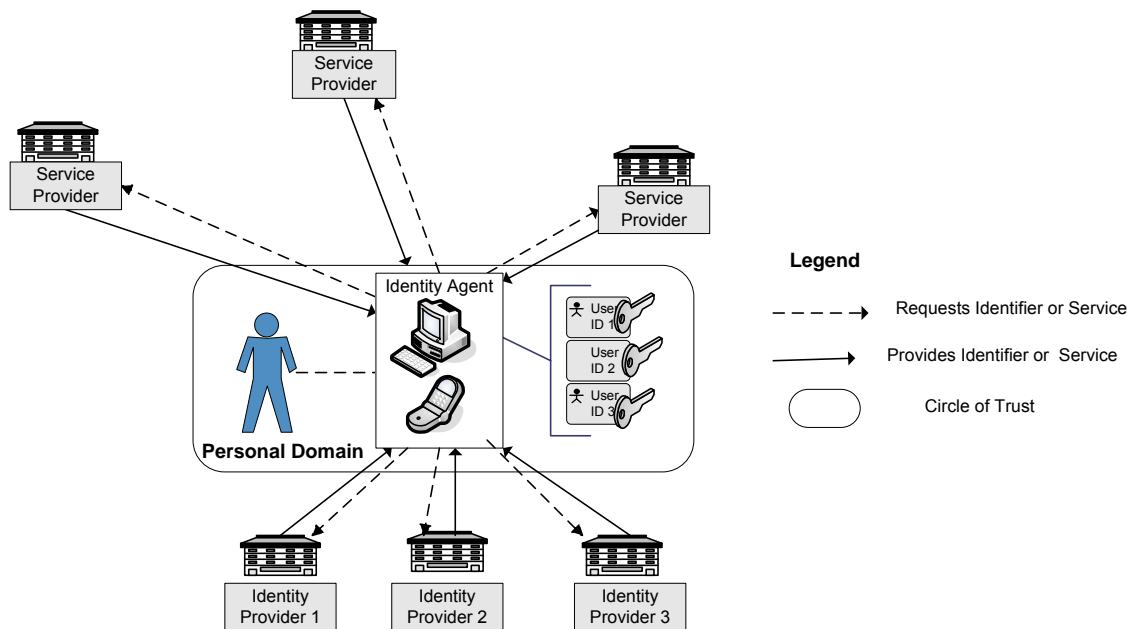 Service
Provider
Service
Provider
Service
Provider
Identity Agent
User
ID 1
User
ID 2
User
ID 3
Personal Domain
Identity
Provider 1
Identity
Provider 2
Identity
Provider 3
Legend
Requests Identifier or Service
Provides Identifier or Service
Circle of Trust